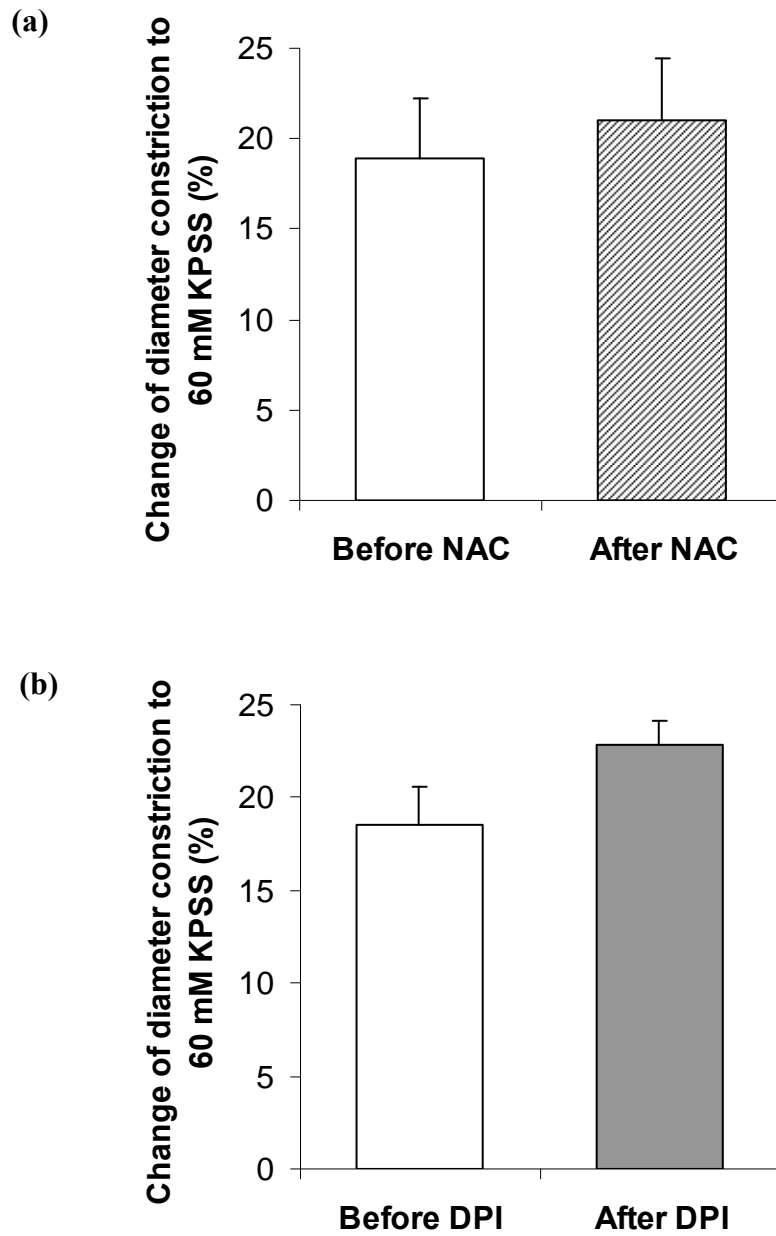 (a)
Change of diameter constriction to
60 mM KPSS (%)
25
20
15
10
5
0
Before NAC
After NAC
(b)
Change of diameter constriction to
60 mM KPSS (%)
25
20
15
10
5
0
Before DPI
After DPI